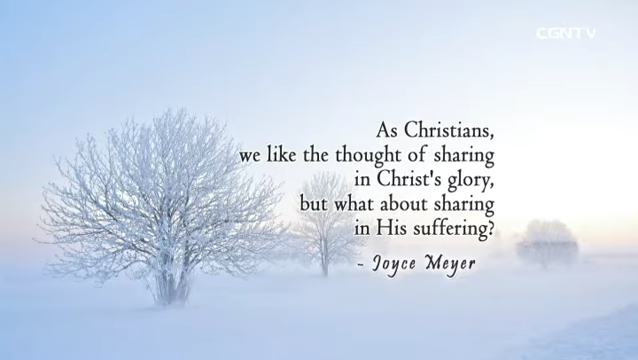 CGNTV
As Christians,
we like the thought of sharing
in Christ's glory,
but what about sharing
in His suffering?
~ Joyce Meyer